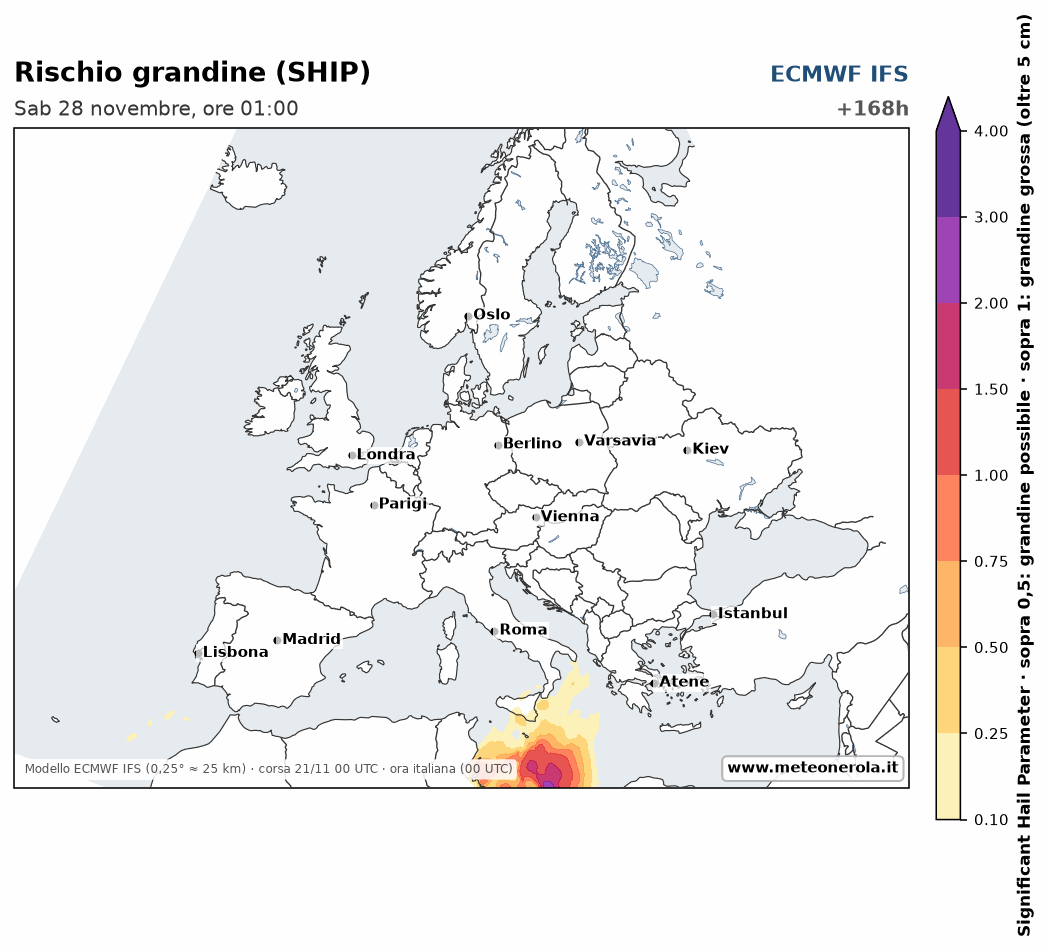 Rischio grandine (SHIP)
ECMWF IFS
Sab 28 novembre, ore 01:00
+168h
Oslo
Berlino
Varsavia
Kiev
Londra
Parigi
Vienna
Istanbul
Roma
Madrid
Lisbona
Atene
Modello ECMWF IFS (0,25° ≈ 25 km) · corsa 21/11 00 UTC · ora italiana (00 UTC)
www.meteonerola.it
4.00
3.00
2.00
1.50
1.00
0.75
0.50
0.25
0.10
Significant Hail Parameter · sopra 0,5: grandine possibile · sopra 1: grandine grossa (oltre 5 cm)